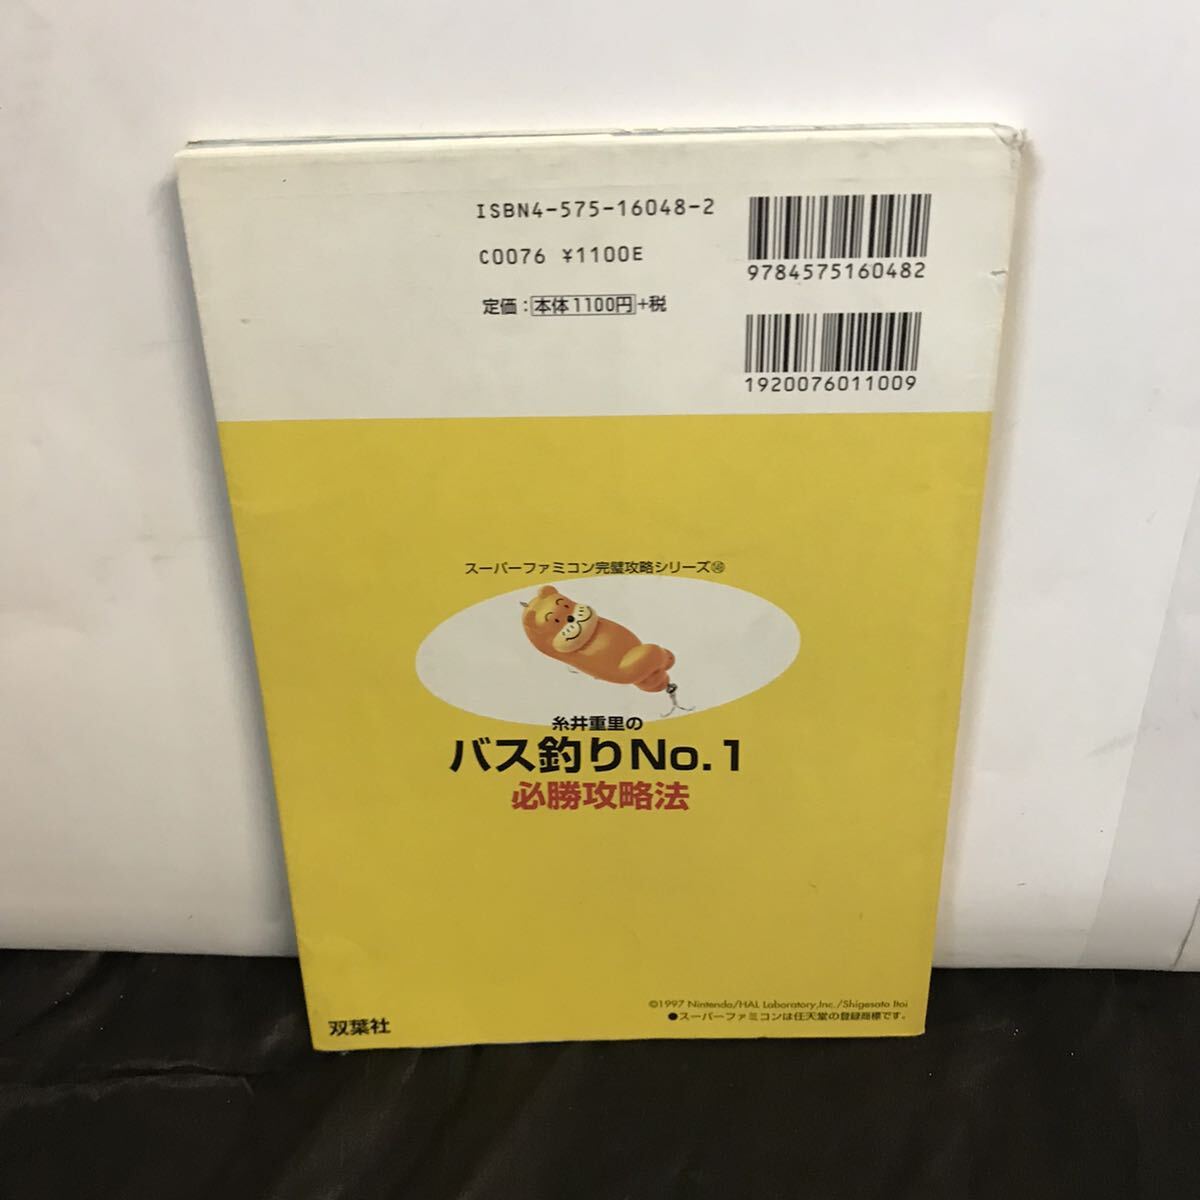 ISBN4-575-16048-2
C0076 ¥1100E
定価:本体1100円+税
9784575160482
1920076011009
スーパーファミコン完璧攻略シリーズ
糸井重里の
バス釣りNo.1
必勝攻略法
©1997 Nintendo/HAL Laboratory,Inc./Shigesato Itoi
●スーパーファミコンは任天堂の登録商標です。
双葉社